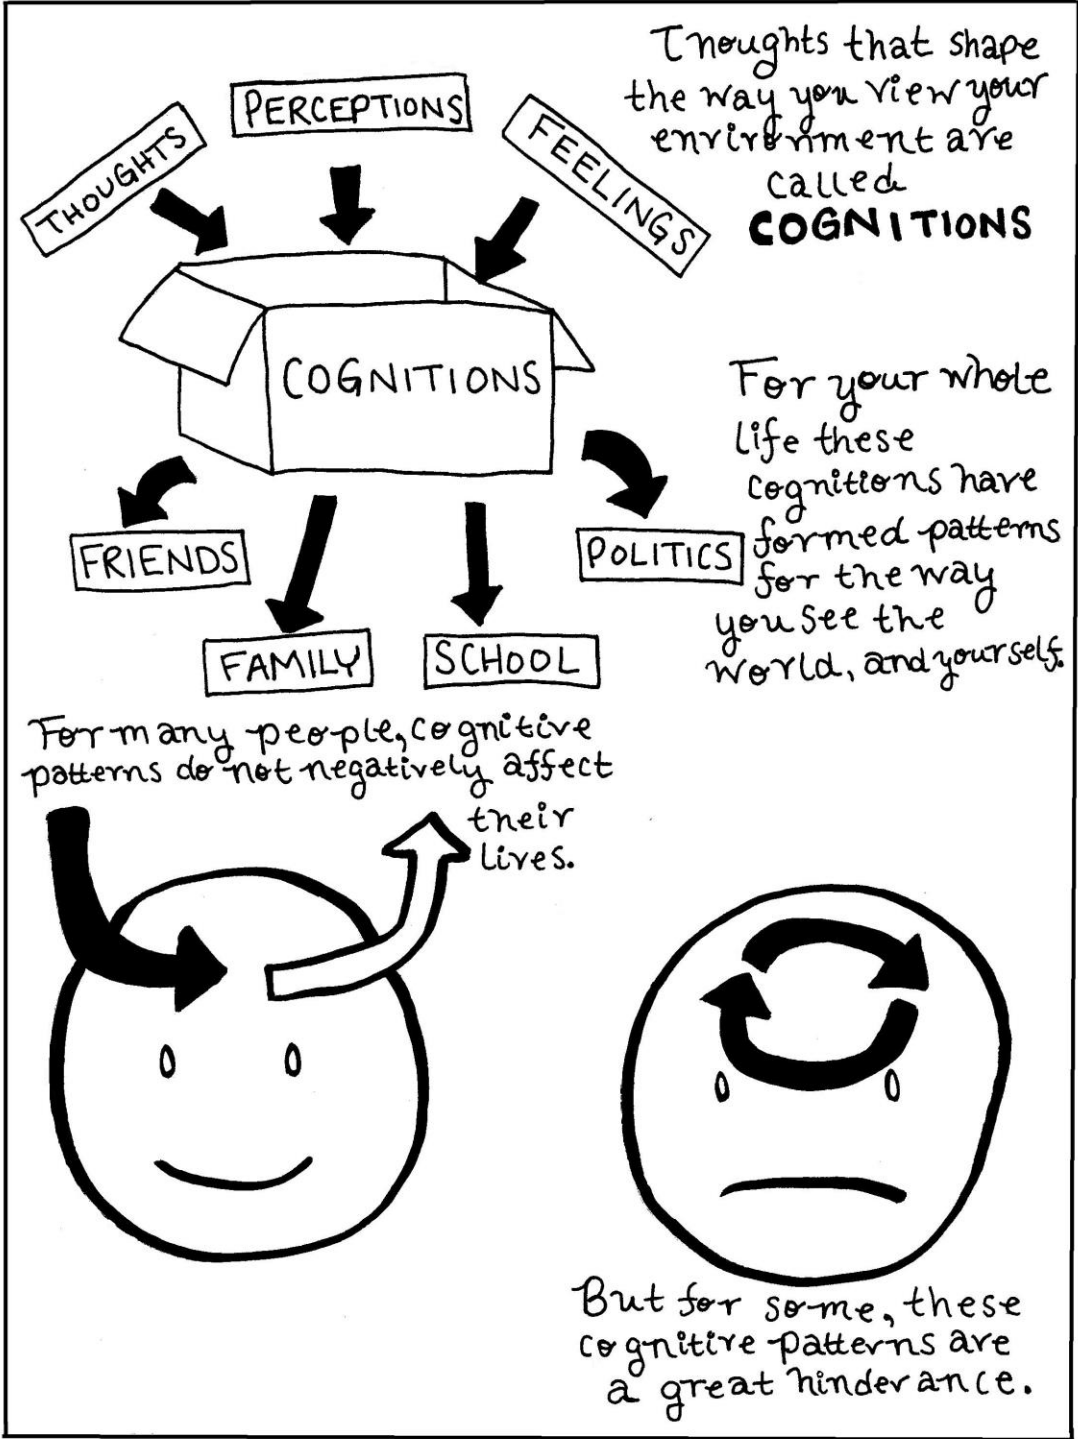 Thoughts that shape
the way you view your
environment are
called
COGNITIONS
THOUGHTS
PERCEPTIONS
FEELINGS
COGNITIONS
FRIENDS
FAMILY
SCHOOL
POLITICS
For your whole
life these
cognitions have
formed patterns
for the way
you see the
world, and yourself.
For many people, cognitive
patterns do not negatively affect
their
lives.
But for some, these
cognitive patterns are
a great hinderance.